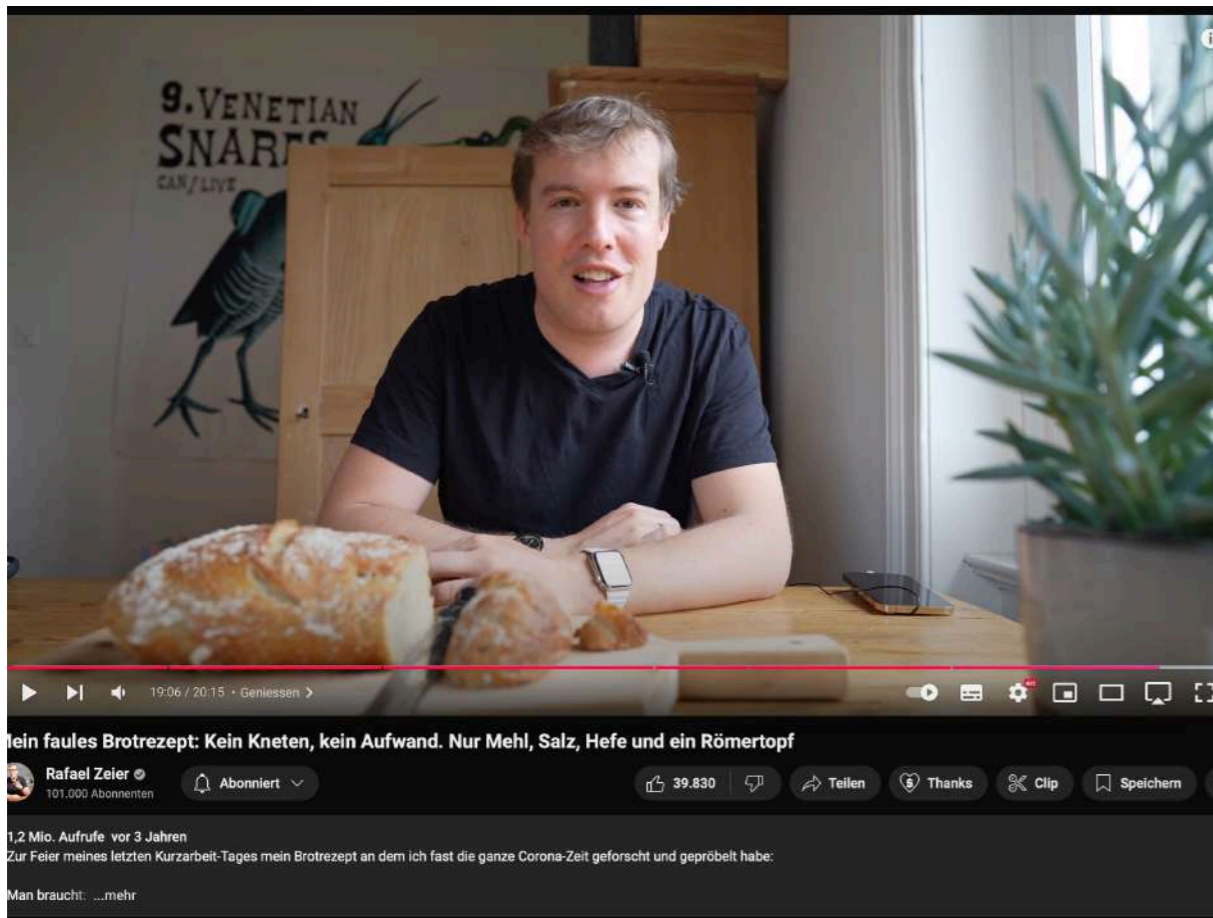 9. VENETIAN
SNARES
CAN/LIVE
19:06 / 20:15 • Geniessen >
Mein faules Brotrezept: Kein Kneten, kein Aufwand. Nur Mehl, Salz, Hefe und ein Römertopf
Rafael Zeier
101.000 Abonnenten
Abonniert
39.830
Teilen
Thanks
Clip
Speichern
1,2 Mio. Aufrufe vor 3 Jahren
Zur Feier meines letzten Kurzarbeit-Tages mein Brotrezept an dem ich fast die ganze Corona-Zeit geforscht und gepröbelt habe:
Man braucht: ...mehr